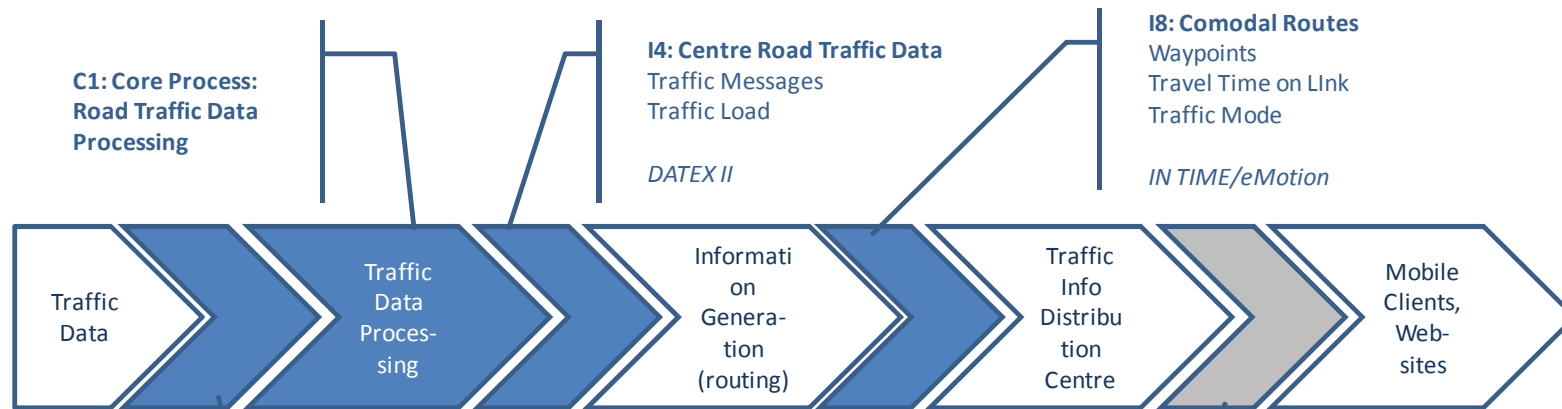 C1: Core Process:
Road Traffic Data
Processing
I4: Centre Road Traffic Data
Traffic Messages
Traffic Load
DATEX II
I8: Comodal Routes
Waypoints
Travel Time on LInk
Traffic Mode
IN TIME/eMotion
Traffic
Data
Traffic
Data
Proces-
sing
Informati
on
Genera-
tion
(routing)
Traffic
Info
Distribu
tion
Centre
Mobile
Clients,
Web-
sites